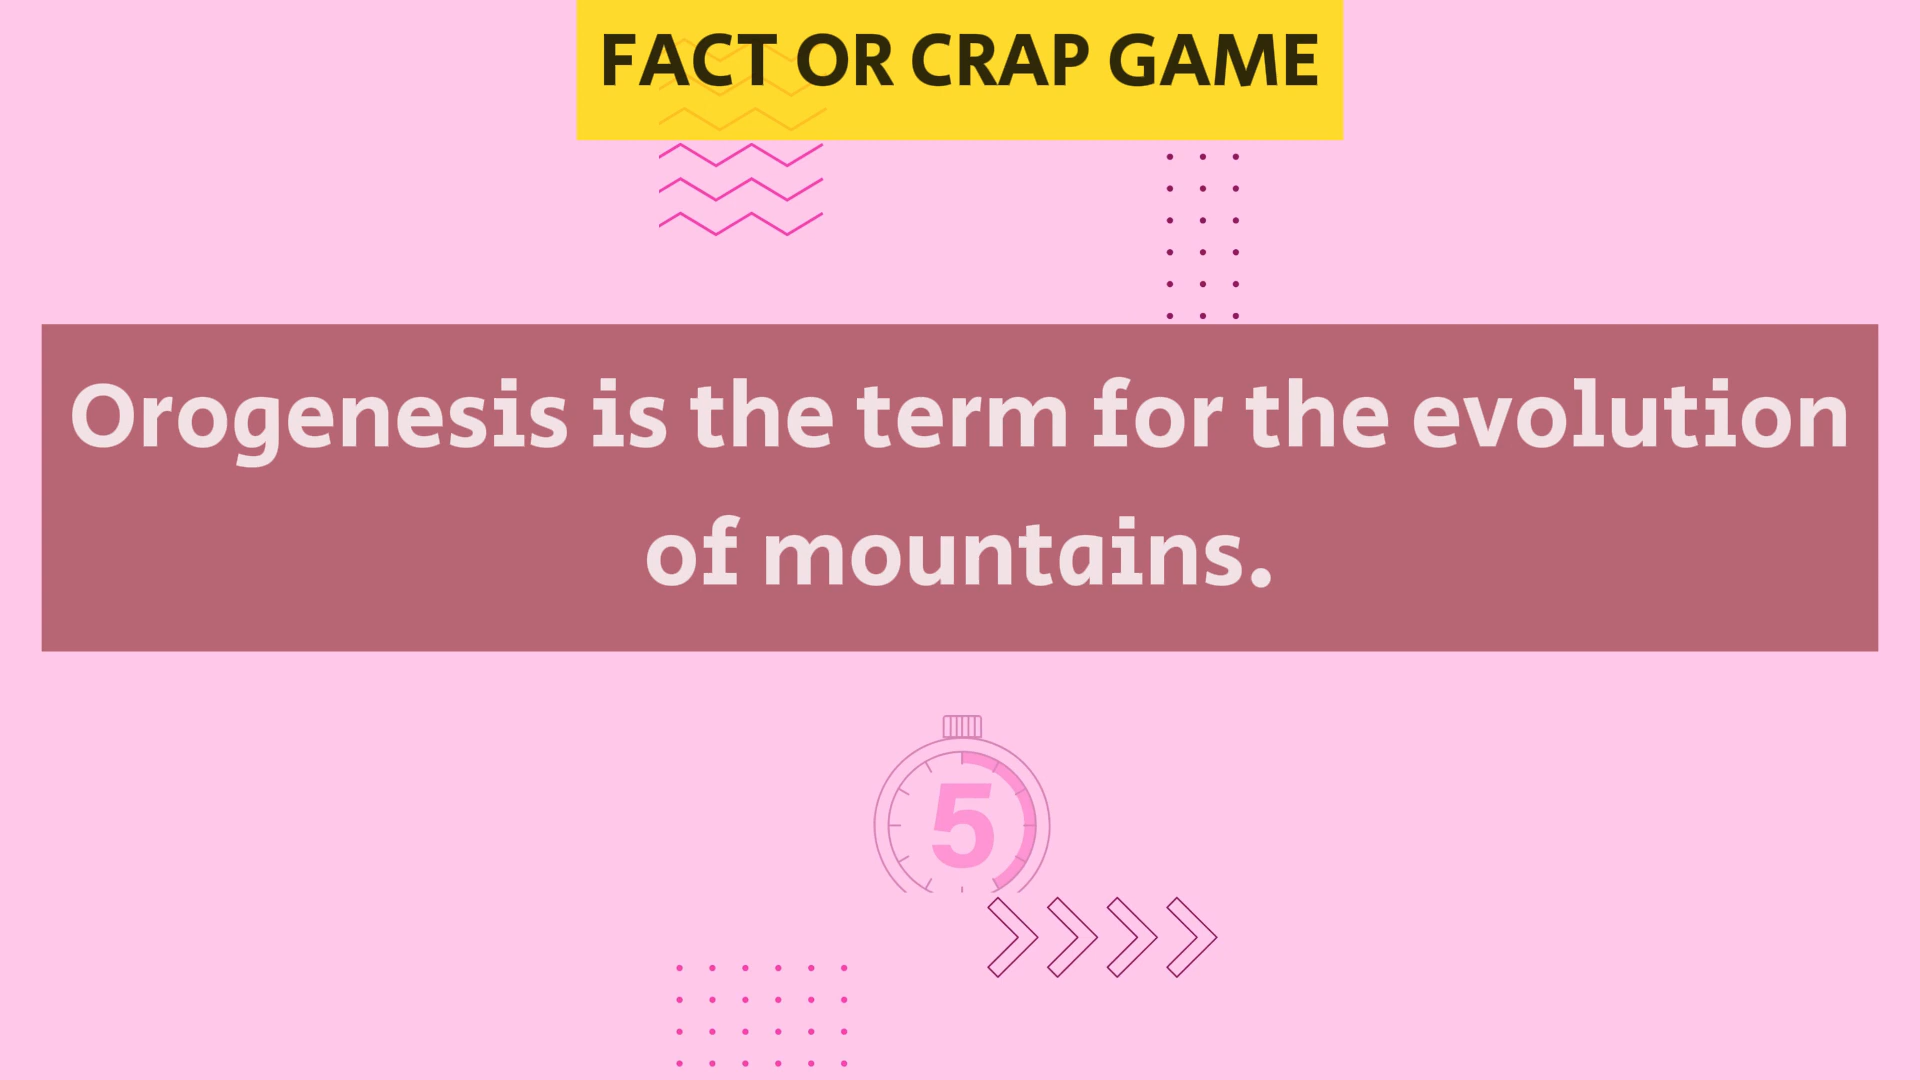 FACT OR CRAP GAME
Orogenesis is the term for the evolution
of mountains.
5